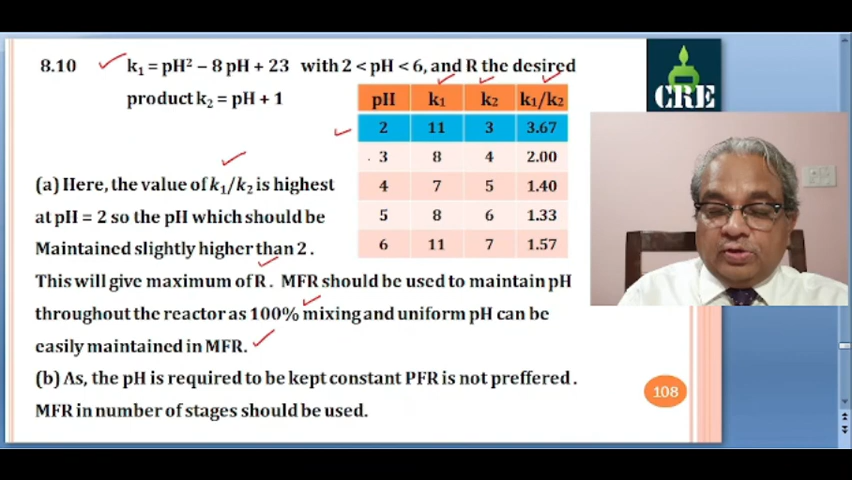 8.10 k₁ = pH² – 8 pH + 23 with 2 < pH < 6, and R the desired
product k₂ = pH + 1
CRE
pH k₁ k₂ k₁/k₂
2 11 3 3.67
3 8 4 2.00
4 7 5 1.40
5 8 6 1.33
6 11 7 1.57
(a) Here, the value of k₁/k₂ is highest
at pH = 2 so the pH which should be
Maintained slightly higher than 2 .
This will give maximum of R . MFR should be used to maintain pH
throughout the reactor as 100% mixing and uniform pH can be
easily maintained in MFR.
(b) As, the pH is required to be kept constant PFR is not preffered .
MFR in number of stages should be used.
108